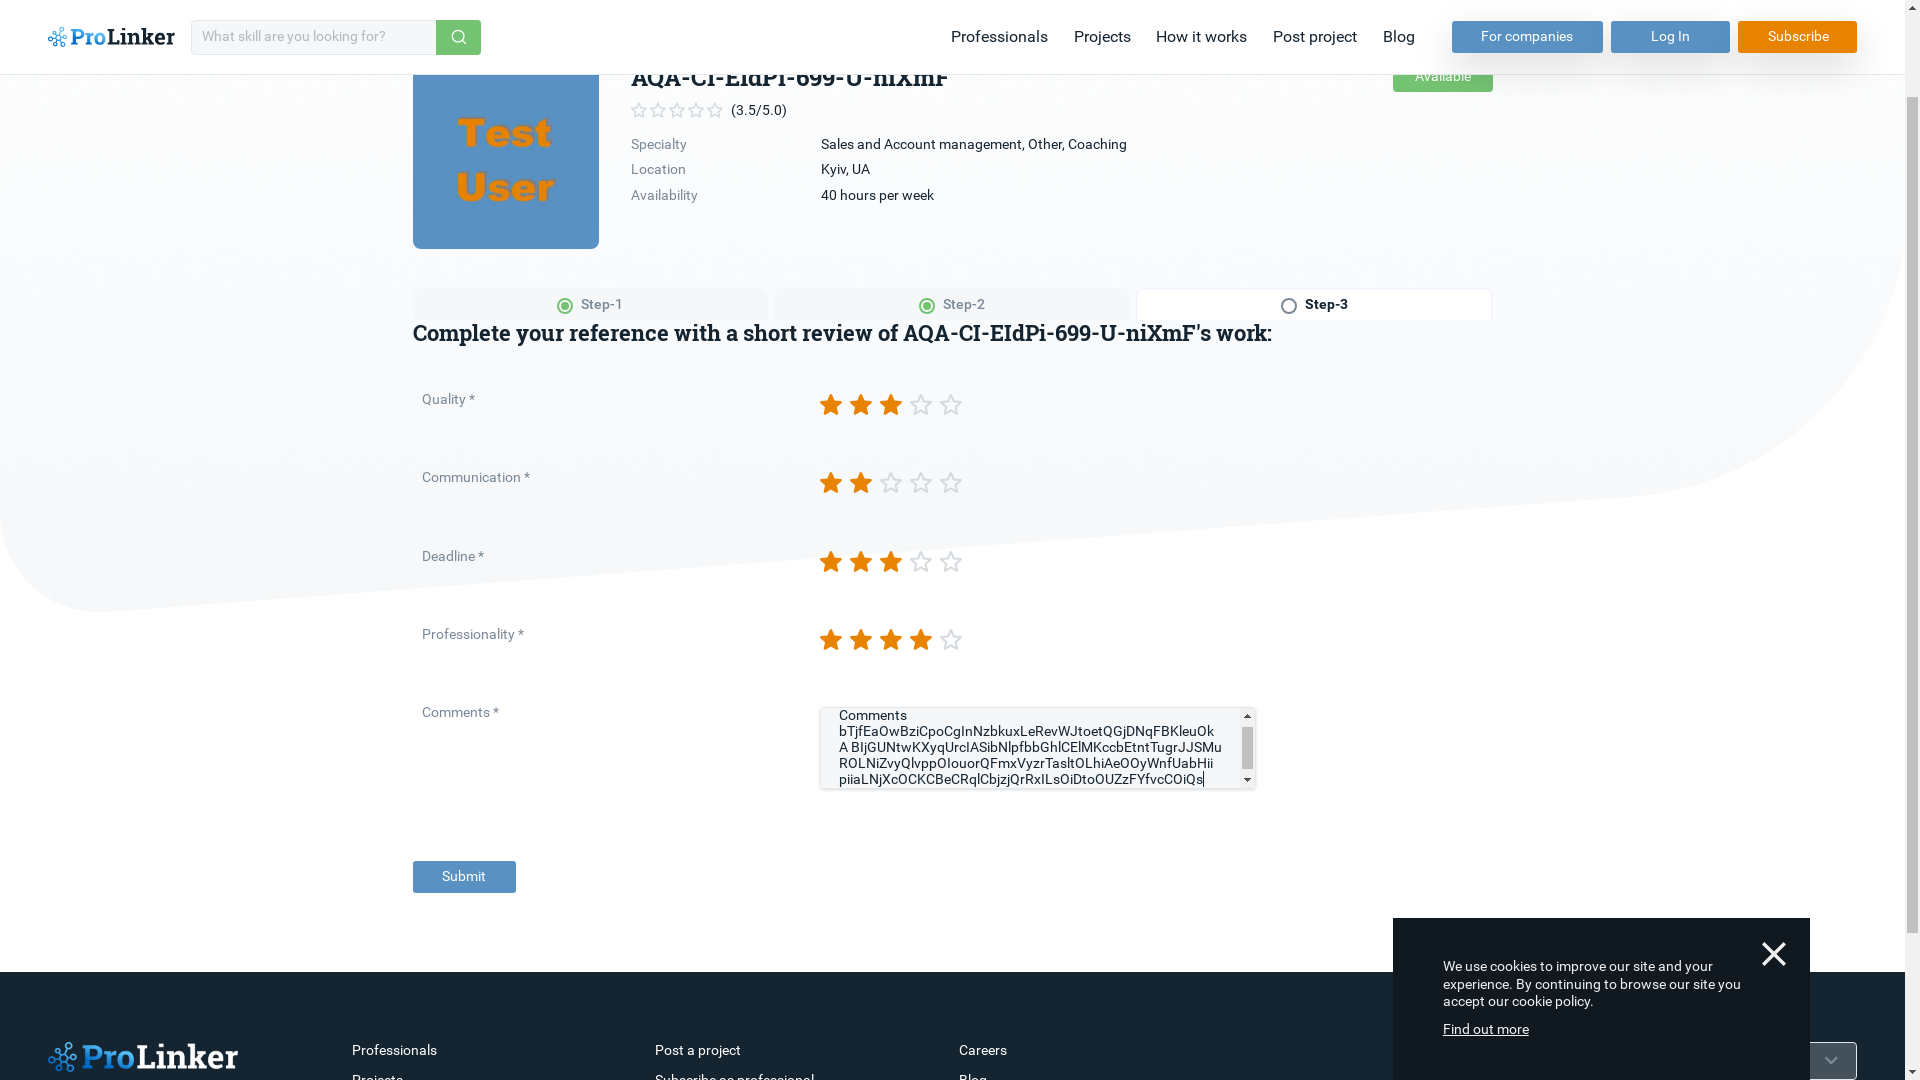 ProLinker
What skill are you looking for?
Professionals
Projects
How it works
Post project
Blog
For companies
Log In
Subscribe
Test
User
AQA-CI-EIdPi-699-U-niXmF
Available
(3.5/5.0)
Specialty
Sales and Account management, Other, Coaching
Location
Kyiv, UA
Availability
40 hours per week
Step-1
Step-2
Step-3
Complete your reference with a short review of AQA-CI-EIdPi-699-U-niXmF's work:
Quality *
Communication *
Deadline *
Professionality *
Comments *
Comments
bTjfEaOwBziCpoCgInNzbkuxLeRevWJtoetQGjDNqFBKleuOk
A BIjGUNtwKXyqUrcIASibNlpfbbGhlCElMKccbEtntTugrJJSMu
ROLNiZvyQlvppOIouorQFmxVyzrTasltOLhiAeOOyWnfUabHii
piiaLNjXcOCKCBeCRqlCbjzjQrRxILsOiDtoOUZzFYfvcCOiQs
Submit
We use cookies to improve our site and your
experience. By continuing to browse our site you
accept our cookie policy.
Find out more
ProLinker
Professionals
Post a project
Careers
Projects
Subscribe as professional
Blog